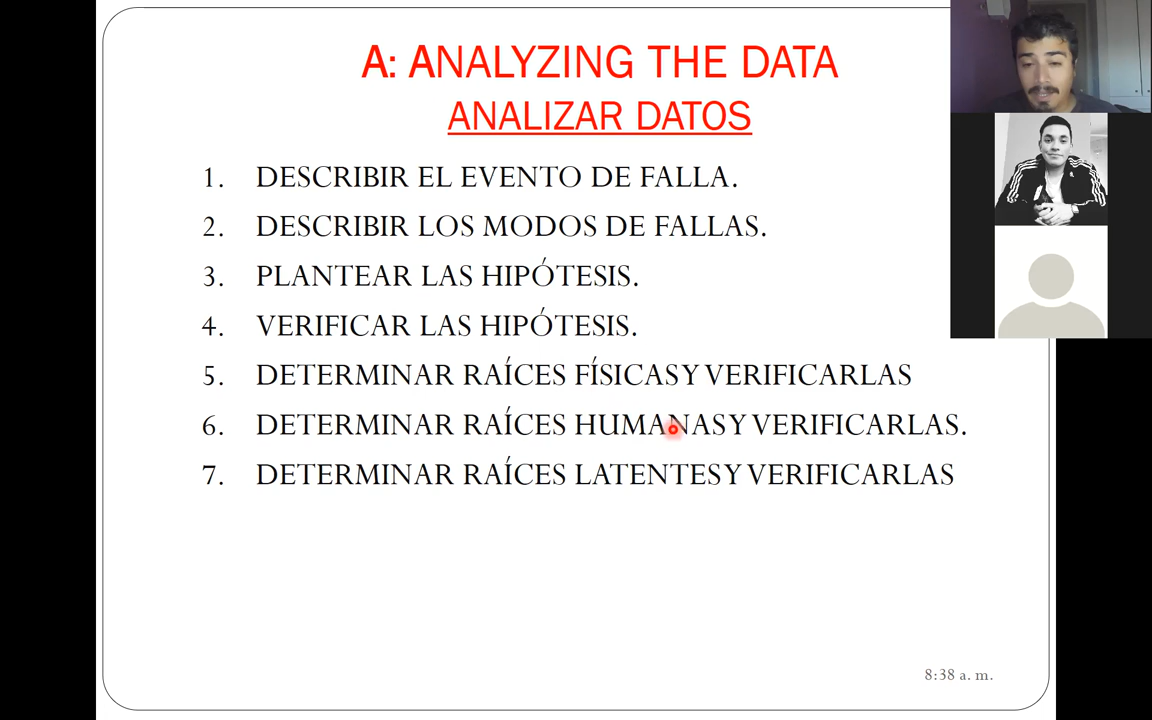 A: ANALYZING THE DATA
ANALIZAR DATOS
1. DESCRIBIR EL EVENTO DE FALLA.
2. DESCRIBIR LOS MODOS DE FALLAS.
3. PLANTEAR LAS HIPÓTESIS.
4. VERIFICAR LAS HIPÓTESIS.
5. DETERMINAR RAÍCES FÍSICAS Y VERIFICARLAS
6. DETERMINAR RAÍCES HUMANAS Y VERIFICARLAS.
7. DETERMINAR RAÍCES LATENTES Y VERIFICARLAS
8:38 a. m.